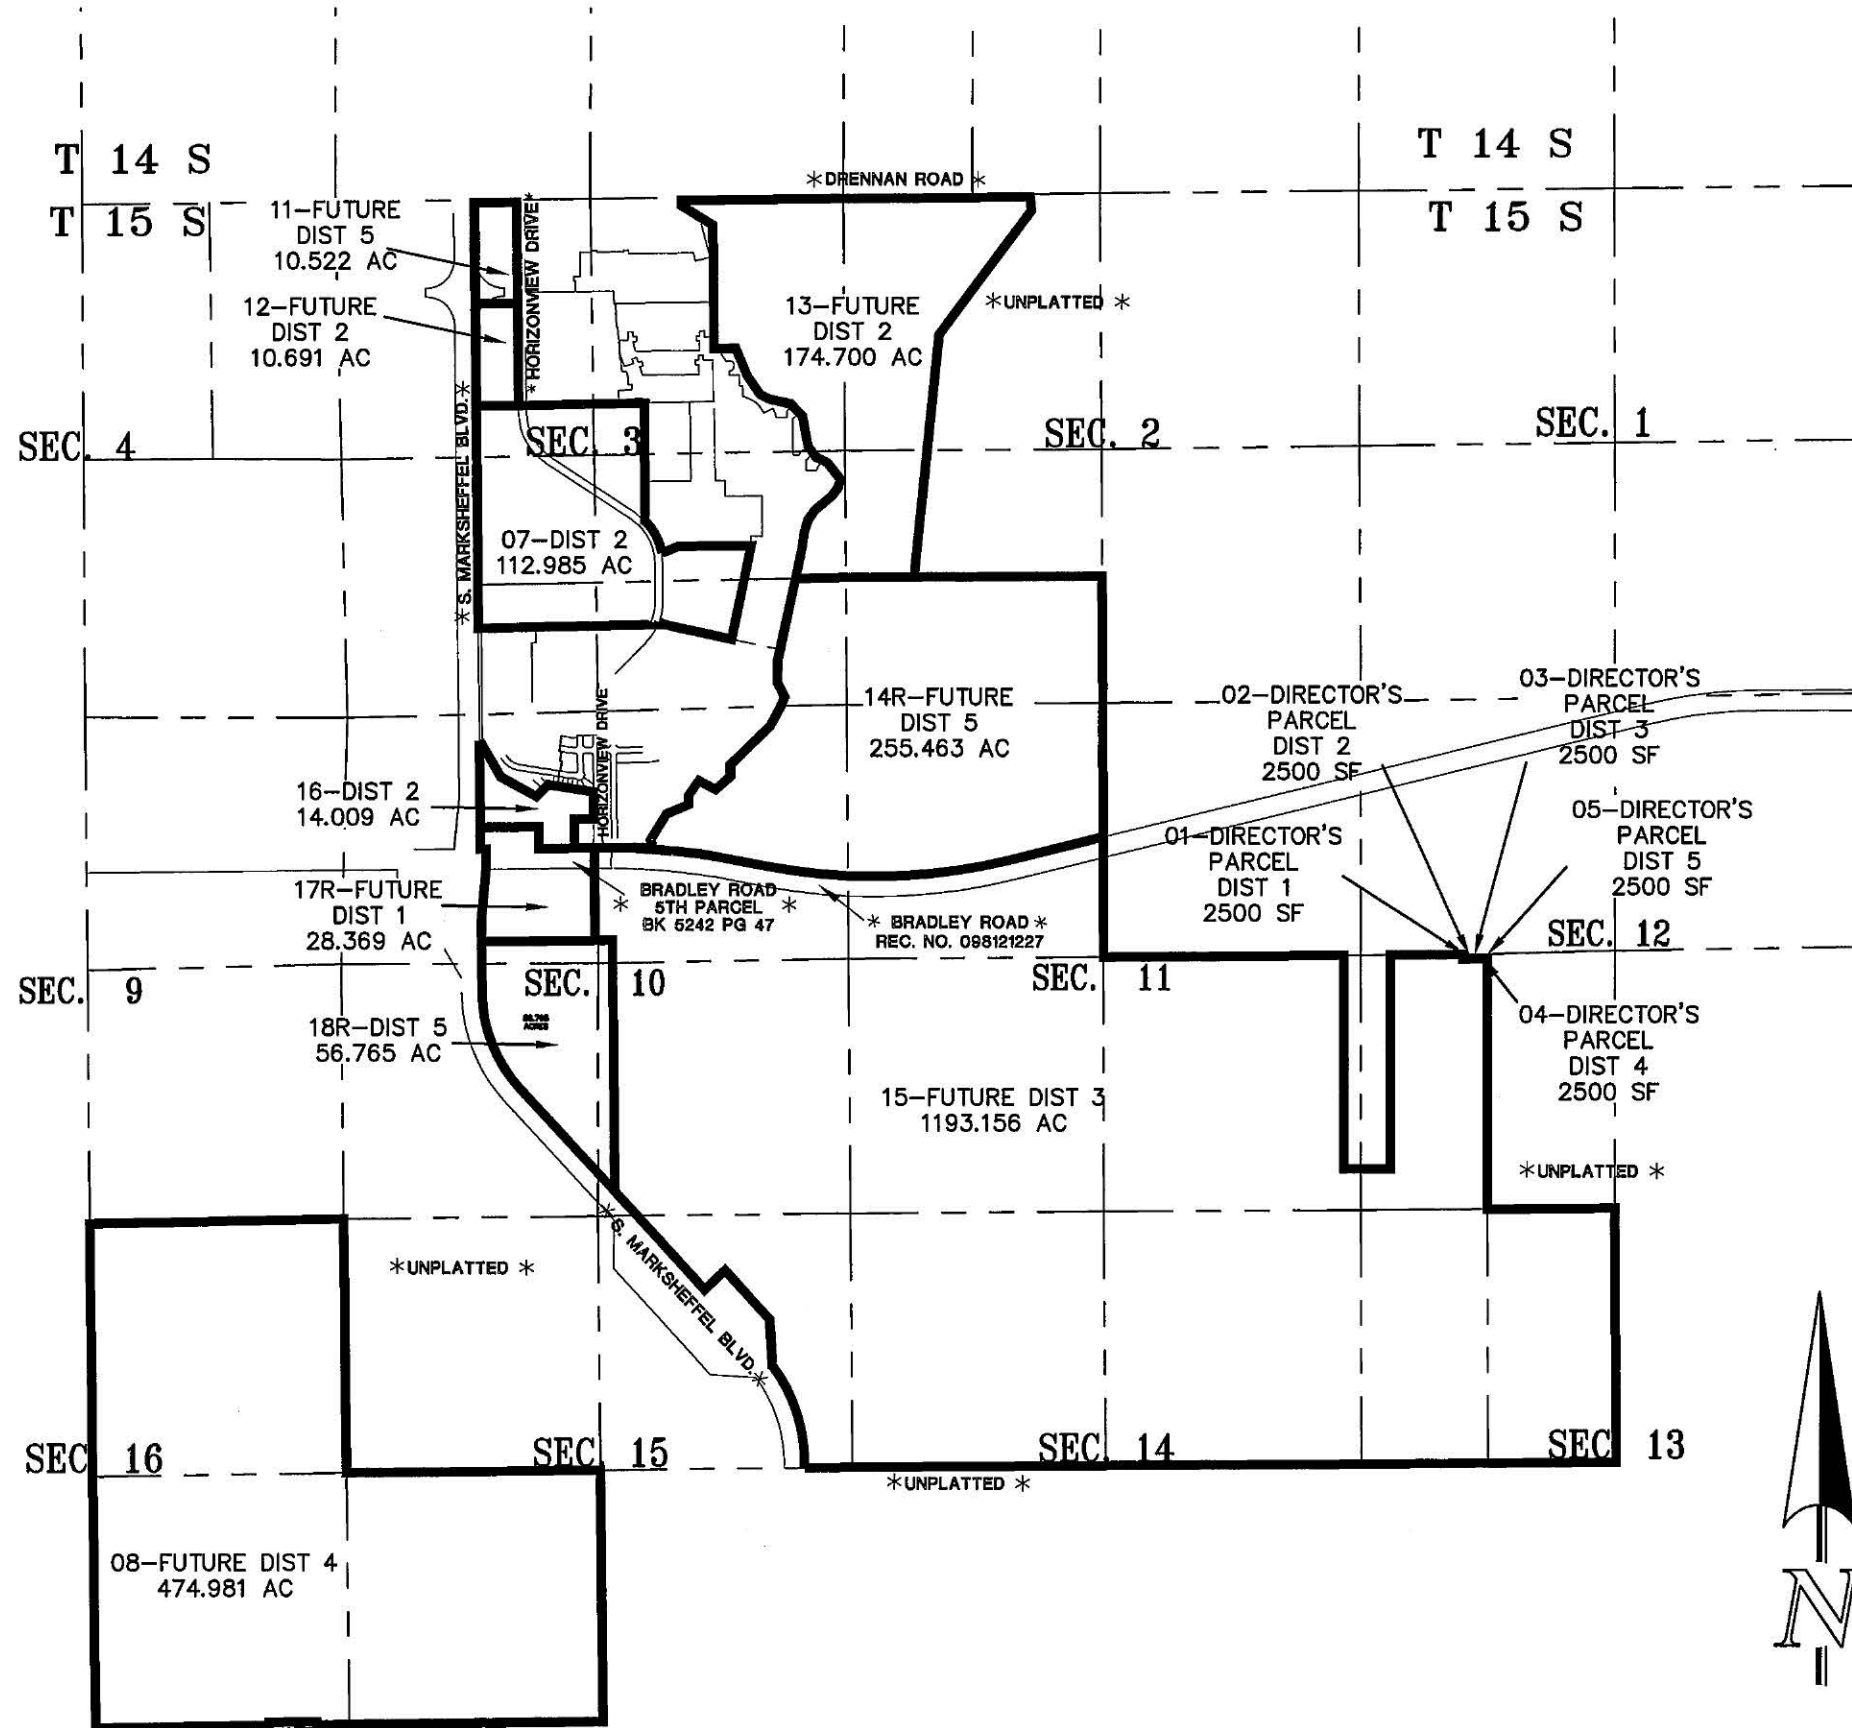 T 14 S
T 14 S
T 15 S
T 15 S
*DRENNAN ROAD *
11-FUTURE
DIST 5
10.522 AC
*HORIZONVIEW DRIVE*
12-FUTURE
DIST 2
10.691 AC
13-FUTURE
DIST 2
174.700 AC
*UNPLATTED *
SEC. 4
*S. MARKSHEFFEL BLVD.*
SEC. 3
SEC. 2
SEC. 1
07-DIST 2
112.985 AC
14R-FUTURE
DIST 5
255.463 AC
02-DIRECTOR'S
PARCEL
DIST 2
2500 SF
03-DIRECTOR'S
PARCEL
DIST 3
2500 SF
HORIZONVIEW DRIVE
16-DIST 2
14.009 AC
01-DIRECTOR'S
PARCEL
DIST 1
2500 SF
05-DIRECTOR'S
PARCEL
DIST 5
2500 SF
17R-FUTURE
DIST 1
28.369 AC
BRADLEY ROAD
* 5TH PARCEL *
BK 5242 PG 47
* BRADLEY ROAD *
REC. NO. 098121227
SEC. 9
SEC. 10
SEC. 11
SEC. 12
18R-DIST 5
56.765 AC
ACRES
04-DIRECTOR'S
PARCEL
DIST 4
2500 SF
15-FUTURE DIST 3
1193.156 AC
*UNPLATTED *
*UNPLATTED *
*S. MARKSHEFFEL BLVD.*
SEC 16
SEC 15
SEC. 14
SEC 13
*UNPLATTED *
08-FUTURE DIST 4
474.981 AC
N